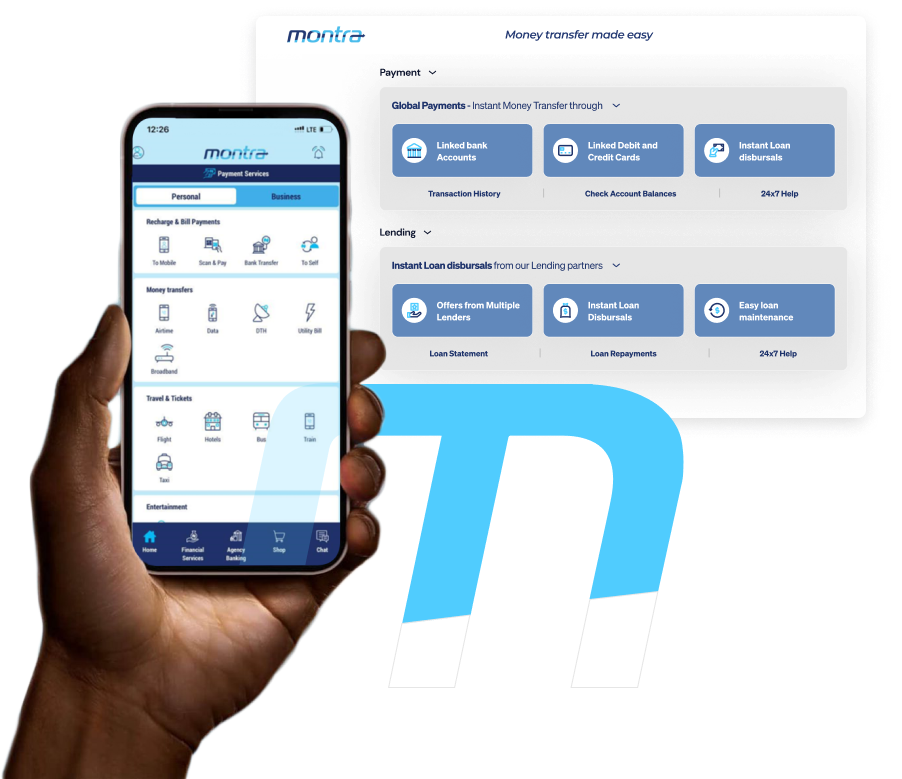 montra
Money transfer made easy
Payment
Global Payments - Instant Money Transfer through
Linked bank
Accounts
Linked Debit and
Credit Cards
Instant Loan
disbursals
Transaction History
Check Account Balances
24x7 Help
Lending
Instant Loan disbursals from our Lending partners
Offers from Multiple
Lenders
Instant Loan
Disbursals
Easy loan
maintenance
Loan Statement
Loan Repayments
24x7 Help
12:26
LTE
montra
Payment Services
Personal
Business
Recharge & Bill Payments
To Mobile
Scan & Pay
Bank Transfer
To Self
Money transfers
Airtime
Data
DTH
Utility Bill
Broadband
Travel & Tickets
Flight
Hotels
Bus
Train
Taxi
Entertainment
Home
Financial
Services
Agency
Banking
Shop
Chat